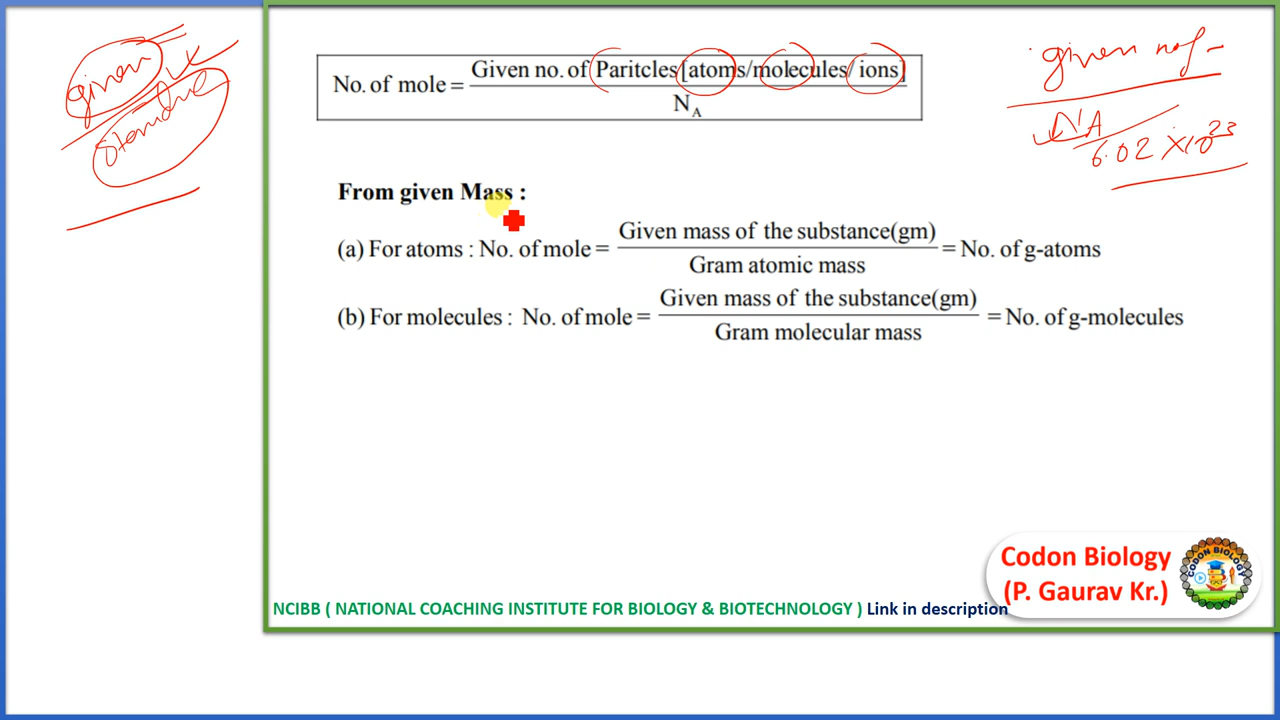 given
standard
No. of mole = Given no. of Paritcles [atoms/molecules/ ions] / N_A
given no of
NA
6.02 × 10^23
From given Mass :
(a) For atoms : No. of mole = Given mass of the substance(gm) / Gram atomic mass = No. of g-atoms
(b) For molecules : No. of mole = Given mass of the substance(gm) / Gram molecular mass = No. of g-molecules
Codon Biology
(P. Gaurav Kr.)
CODON BIOLOGY
NCIBB ( NATIONAL COACHING INSTITUTE FOR BIOLOGY & BIOTECHNOLOGY ) Link in description